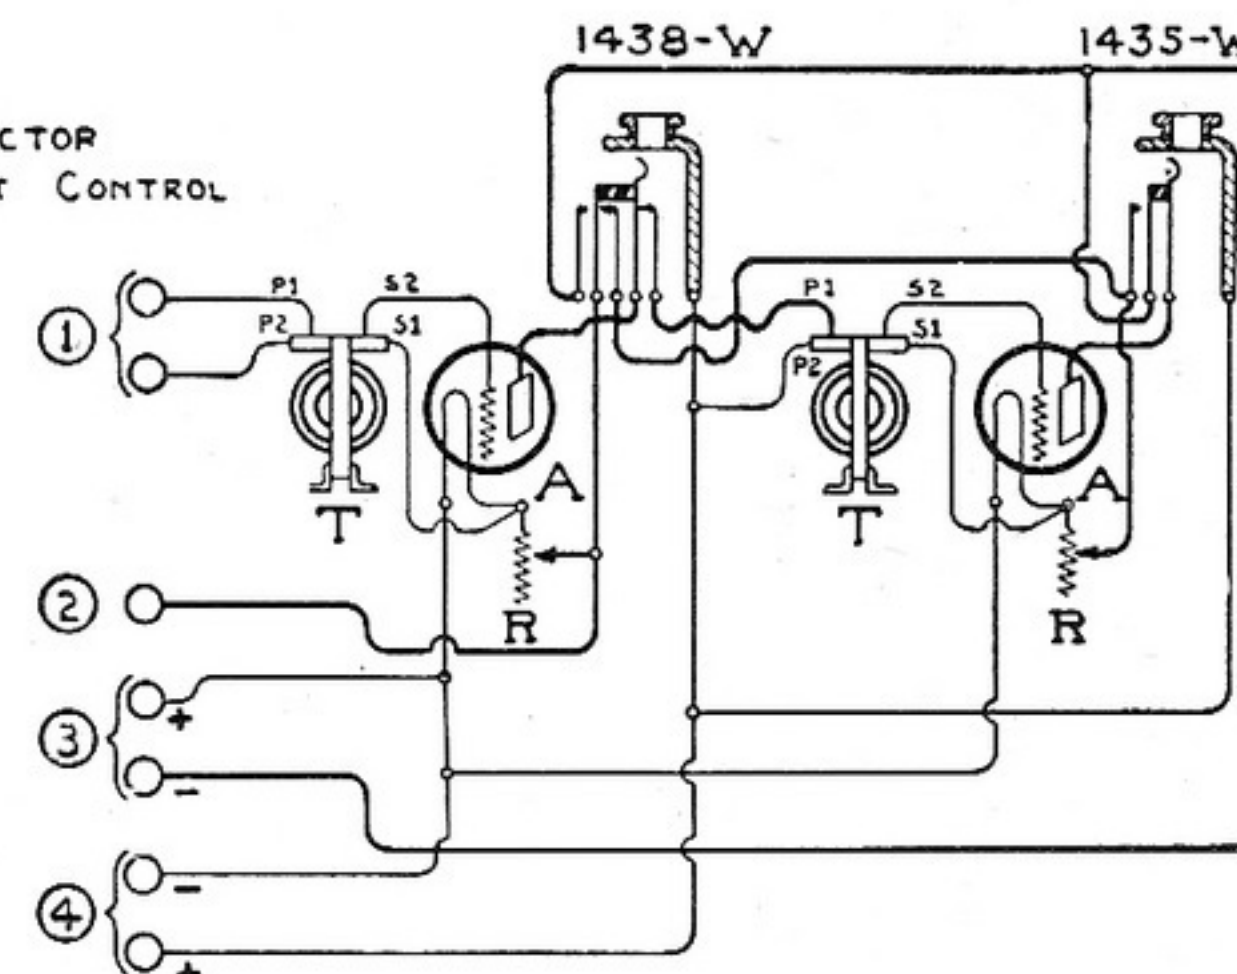 1438-W
1435-W
CTOR
CONTROL
P1
S2
P1
S2
1
P2
S1
S1
P2
A
A
T
T
2
R
R
+
3
-
-
4
+